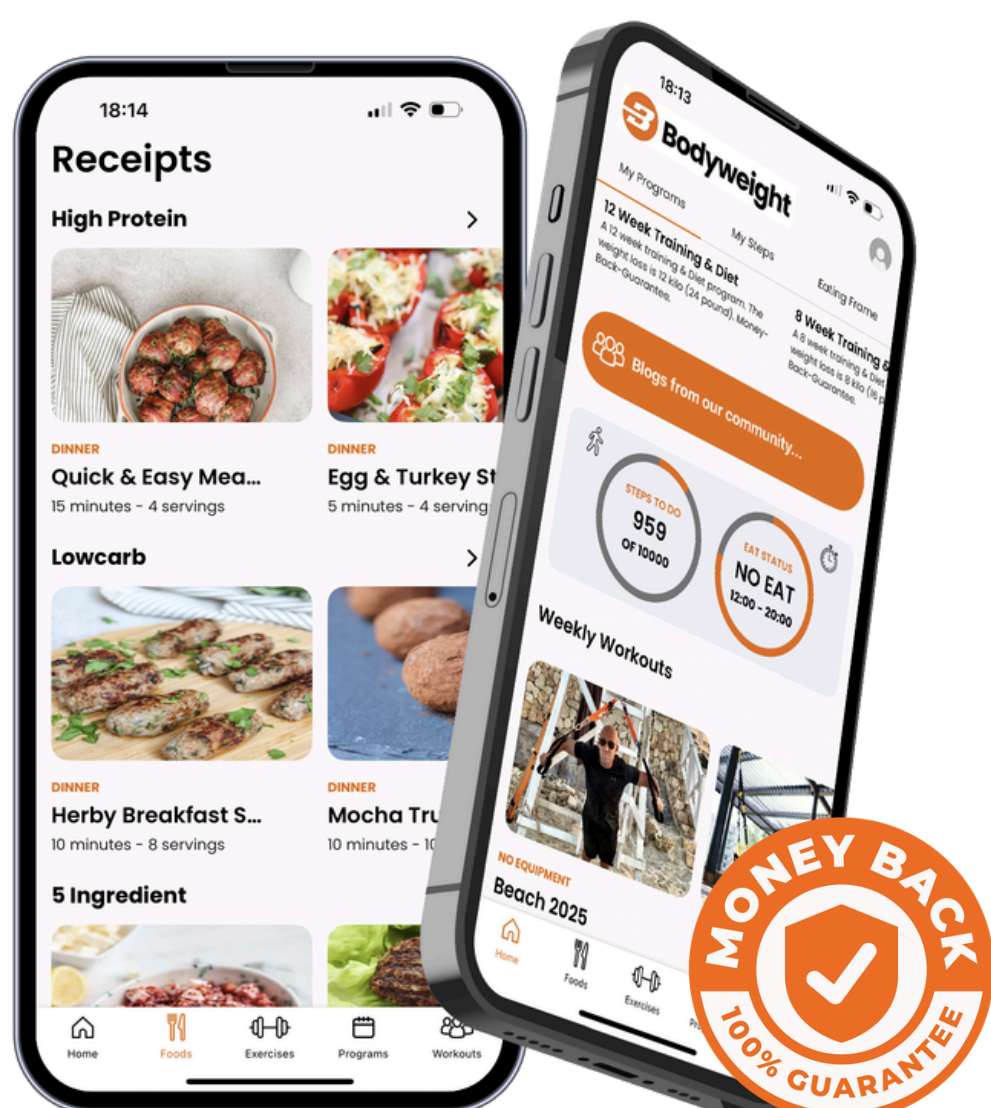 18:14
Receipts
High Protein
DINNER
Quick & Easy Mea...
15 minutes - 4 servings
DINNER
Egg & Turkey St
5 minutes - 4 serving
Lowcarb
DINNER
Herby Breakfast S...
10 minutes - 8 servings
DINNER
Mocha Tru
10 minutes - 10
5 Ingredient
Home
Foods
Exercises
Programs
Workouts
18:13
Bodyweight
My Programs
My Steps
Eating Frame
12 Week Training & Diet
A 12 week training & Diet program. The
weight loss is 12 kilo (24 pound). Money-
Back-Guarantee.
8 Week Training &
A 8 week training & Diet
weight loss is 8 kilo (16 p
Back-Guarantee.
Blogs from our community...
STEPS TO DO
959
OF 10000
EAT STATUS
NO EAT
12:00 - 20:00
Weekly Workouts
NO EQUIPMENT
Beach 2025
Home
Foods
Exercises
MONEY BACK
100% GUARANTEE